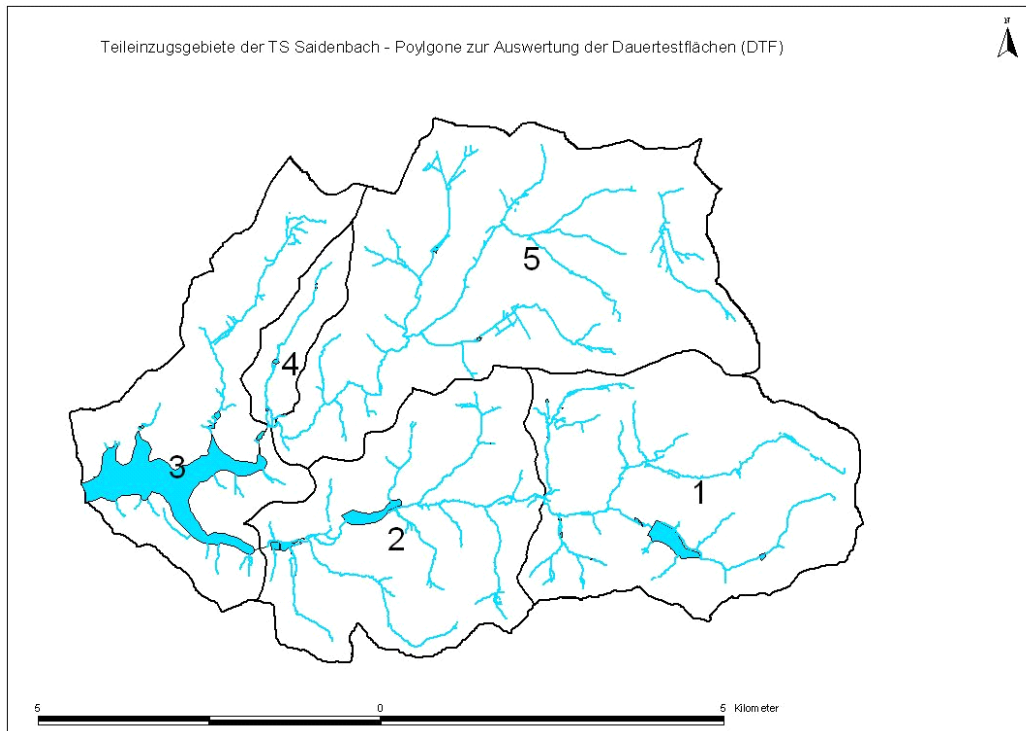 Teileinzugsgebiete der TS Saidenbach - Poylgone zur Auswertung der Dauertestflächen (DTF)
N
5
4
3
1
2
5 0 5 Kilometer